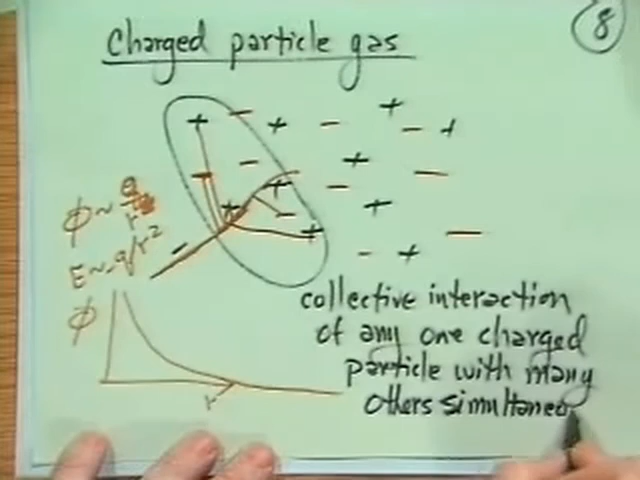 Charged particle gas
8
φ ~ q/r
E ~ q/r²
φ
r
collective interaction
of any one charged
particle with many
others simultaneo